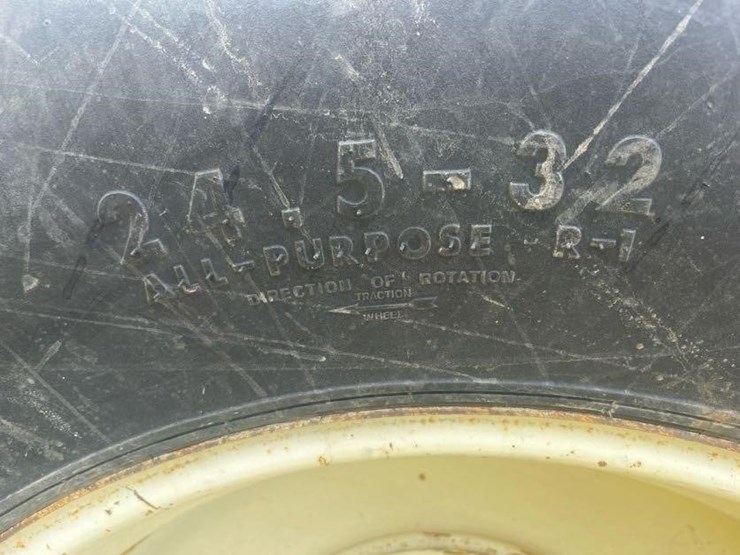 24.5-32
ALL-PURPOSE R-1
DIRECTION OF ROTATION
TRACTION
WHEEL